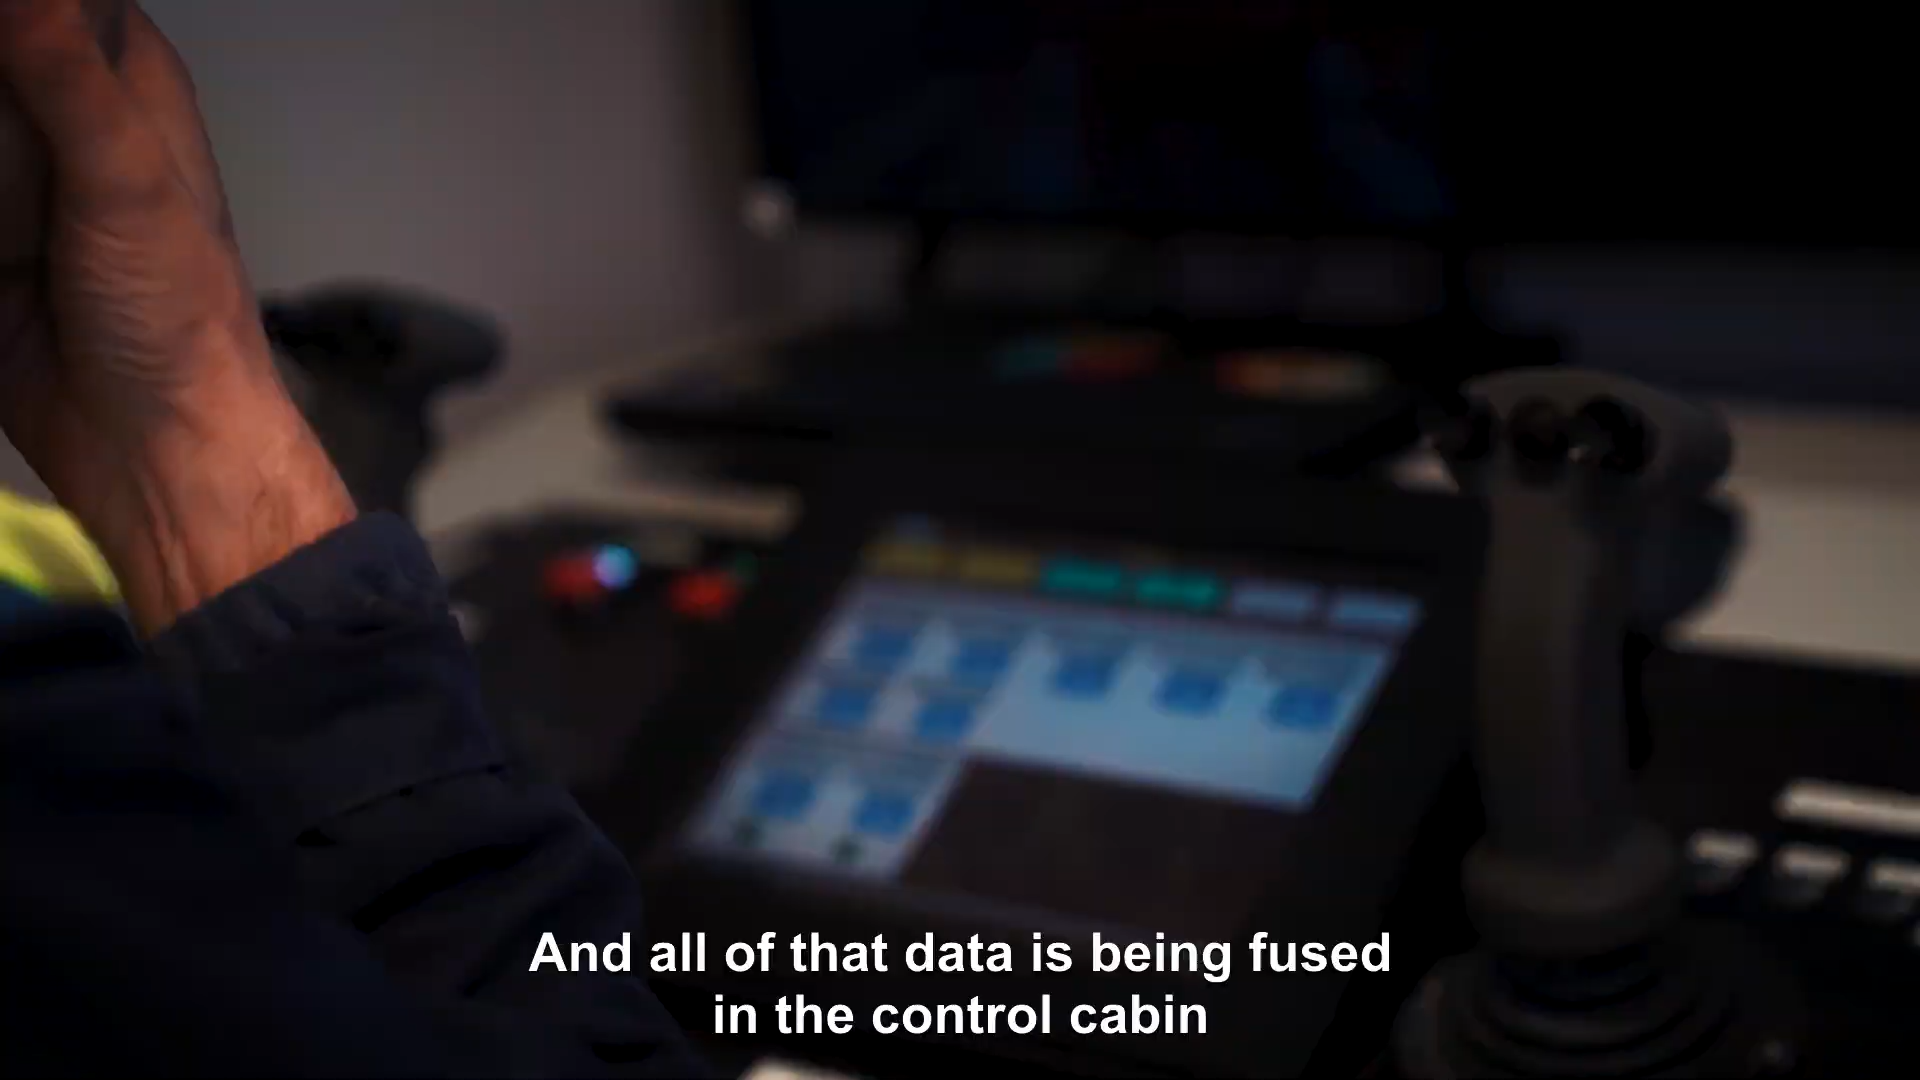 And all of that data is being fused
in the control cabin